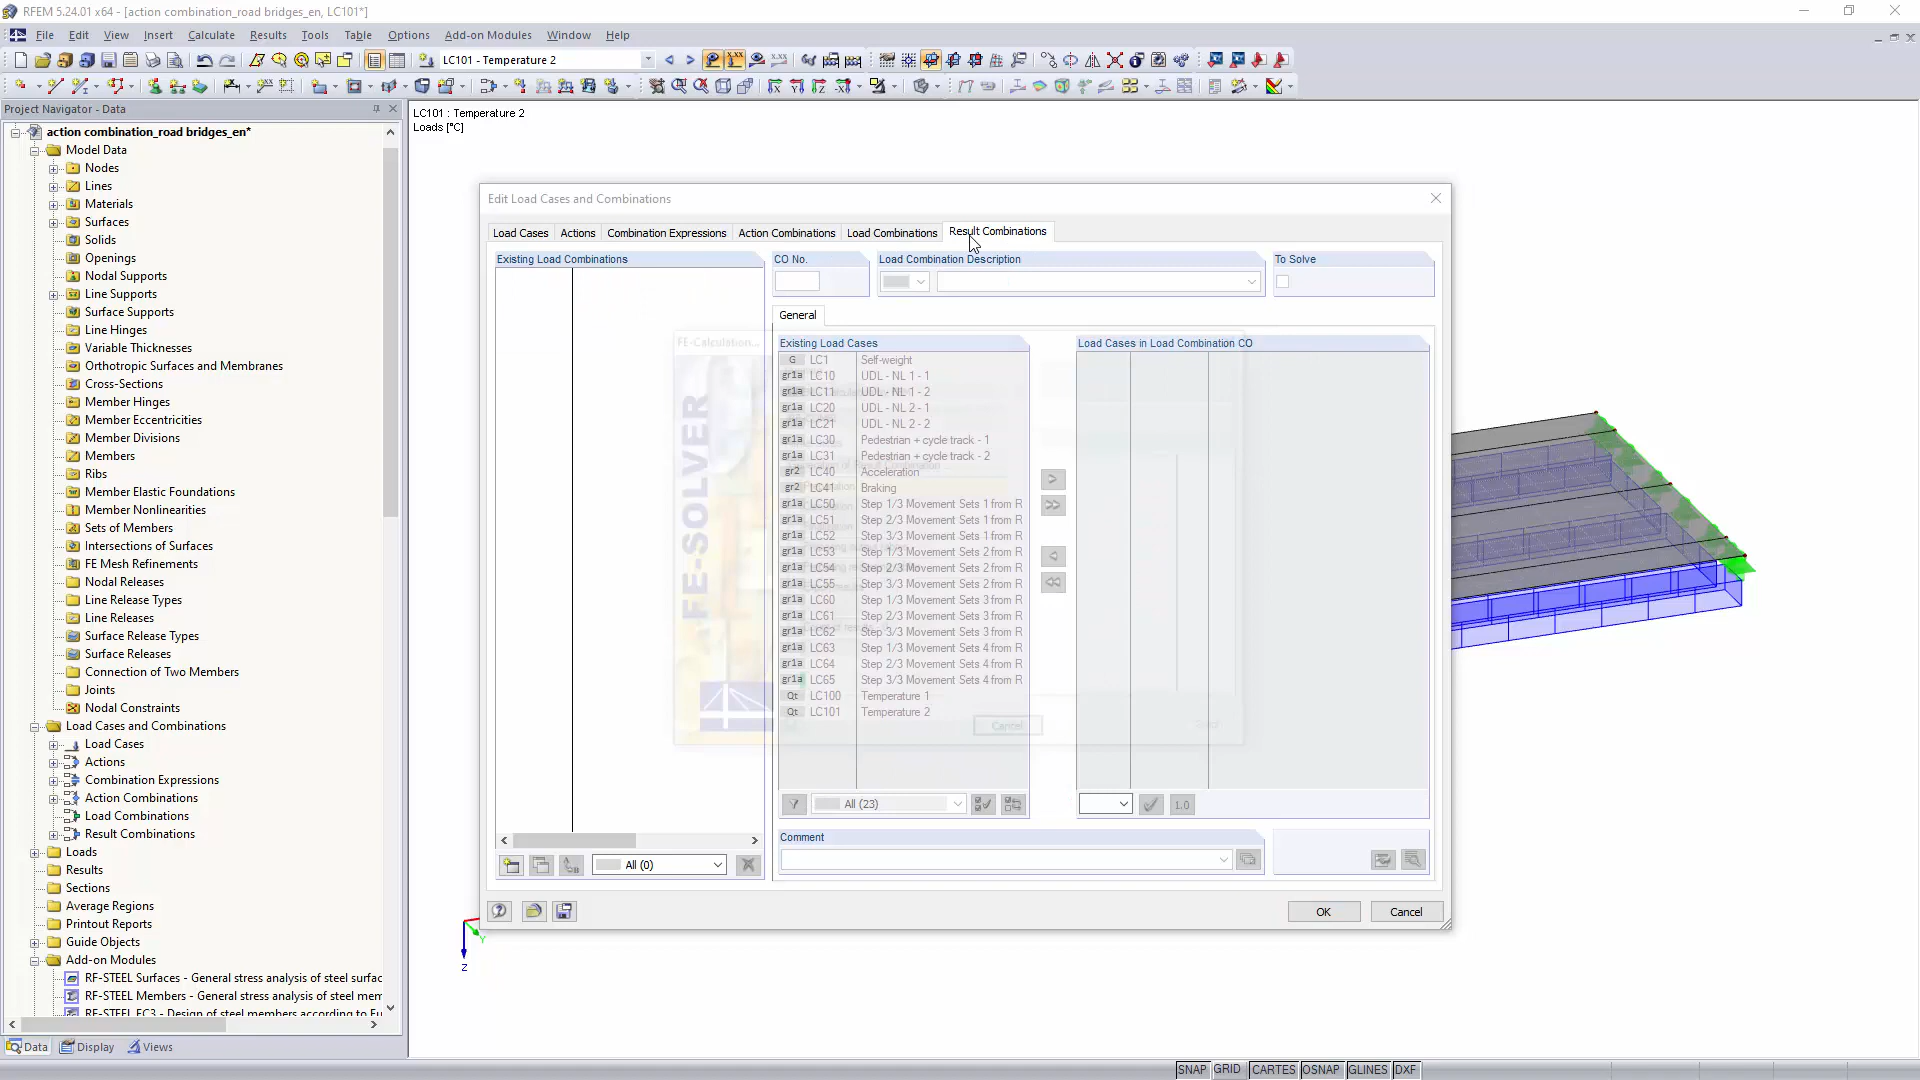 RFEM 5.24.01 x64 - [action combination_road bridges_en, LC101*]
File Edit View Insert Calculate Results Tools Table Options Add-on Modules Window Help
LC101 - Temperature 2
Project Navigator - Data
action combination_road bridges_en*
Model Data
Nodes
Lines
Materials
Surfaces
Solids
Openings
Nodal Supports
Line Supports
Surface Supports
Line Hinges
Variable Thicknesses
Orthotropic Surfaces and Membranes
Cross-Sections
Member Hinges
Member Eccentricities
Member Divisions
Members
Ribs
Member Elastic Foundations
Member Nonlinearities
Sets of Members
Intersections of Surfaces
FE Mesh Refinements
Nodal Releases
Line Release Types
Line Releases
Surface Release Types
Surface Releases
Connection of Two Members
Joints
Nodal Constraints
Load Cases and Combinations
Load Cases
Actions
Combination Expressions
Action Combinations
Load Combinations
Result Combinations
Loads
Results
Sections
Average Regions
Printout Reports
Guide Objects
Add-on Modules
RF-STEEL Surfaces - General stress analysis of steel surfac
RF-STEEL Members - General stress analysis of steel mem
RF-STEEL EC3 - Design of steel members according to Eu
Data Display Views
LC101 : Temperature 2
Loads [°C]
Edit Load Cases and Combinations
Load Cases Actions Combination Expressions Action Combinations Load Combinations Result Combinations
Existing Load Combinations
CO No.
Load Combination Description
To Solve
General
FE-Calculation...
FE-SOLVER
Existing Load Cases
Load Cases in Load Combination CO
G LC1 Self-weight
gr1a LC10 UDL - NL 1 - 1
gr1a LC11 UDL - NL 1 - 2
gr1a LC20 UDL - NL 2 - 1
gr1a LC21 UDL - NL 2 - 2
gr1a LC30 Pedestrian + cycle track - 1
gr1a LC31 Pedestrian + cycle track - 2
gr2 LC40 Acceleration
gr2 LC41 Braking
gr1a LC50 Step 1/3 Movement Sets 1 from R
gr1a LC51 Step 2/3 Movement Sets 1 from R
gr1a LC52 Step 3/3 Movement Sets 1 from R
gr1a LC53 Step 1/3 Movement Sets 2 from R
gr1a LC54 Step 2/3 Movement Sets 2 from R
gr1a LC55 Step 3/3 Movement Sets 2 from R
gr1a LC60 Step 1/3 Movement Sets 3 from R
gr1a LC61 Step 2/3 Movement Sets 3 from R
gr1a LC62 Step 3/3 Movement Sets 3 from R
gr1a LC63 Step 1/3 Movement Sets 4 from R
gr1a LC64 Step 2/3 Movement Sets 4 from R
gr1a LC65 Step 3/3 Movement Sets 4 from R
Qt LC100 Temperature 1
Qt LC101 Temperature 2
Cancel
All (23)
1.0
Comment
All (0)
OK Cancel
Y
Z
SNAP GRID CARTES OSNAP GLINES DXF